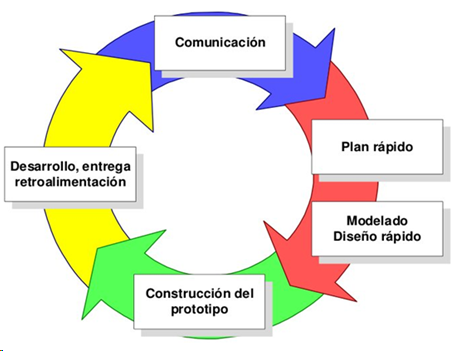 Comunicación
Plan rápido
Modelado
Diseño rápido
Construcción del
prototipo
Desarrollo, entrega
retroalimentación